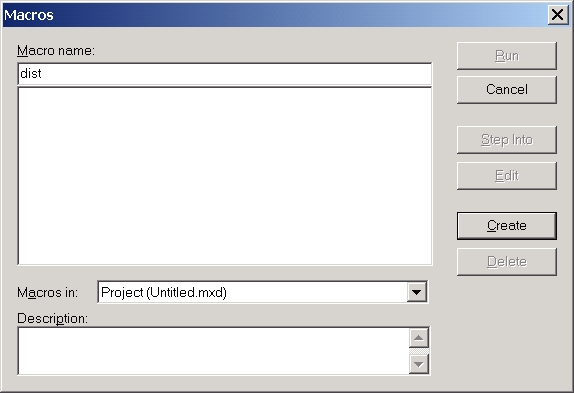 Macros
Macro name:
dist
Run
Cancel
Step Into
Edit
Create
Delete
Macros in:
Project (Untitled.mxd)
Description: